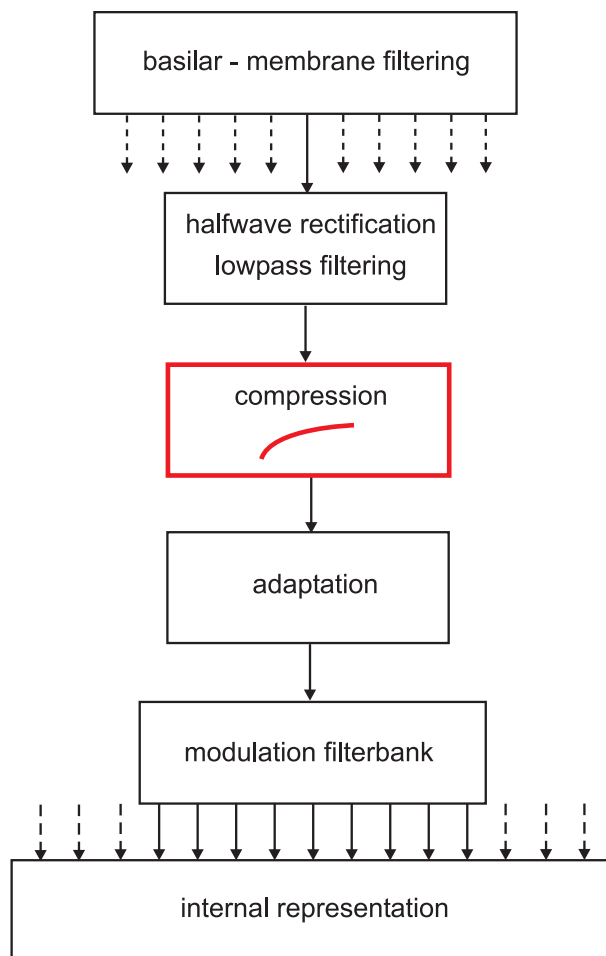 basilar - membrane filtering
halfwave rectification
lowpass filtering
compression
adaptation
modulation filterbank
internal representation